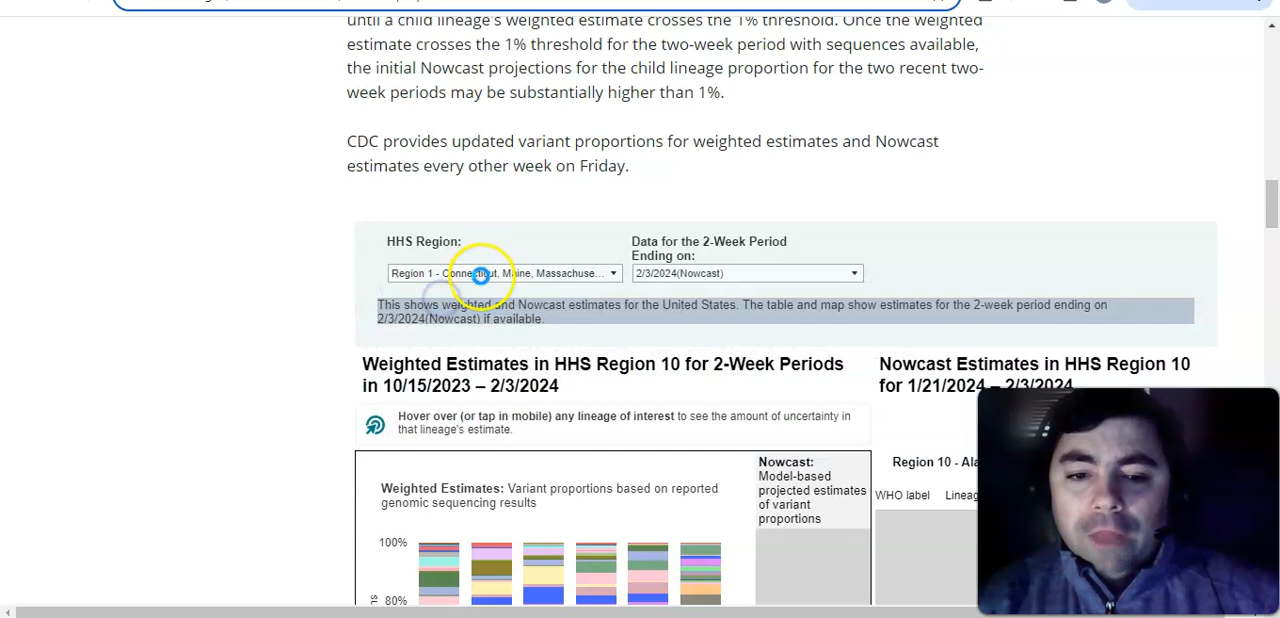 until a child lineage's weighted estimate crosses the 1% threshold. Once the weighted
estimate crosses the 1% threshold for the two-week period with sequences available,
the initial Nowcast projections for the child lineage proportion for the two recent two-
week periods may be substantially higher than 1%.
CDC provides updated variant proportions for weighted estimates and Nowcast
estimates every other week on Friday.
HHS Region:
Region 1 - Connecticut, Maine, Massachuse...
Data for the 2-Week Period
Ending on:
2/3/2024(Nowcast)
This shows weighted and Nowcast estimates for the United States. The table and map show estimates for the 2-week period ending on
2/3/2024(Nowcast) if available.
Weighted Estimates in HHS Region 10 for 2-Week Periods
in 10/15/2023 – 2/3/2024
Hover over (or tap in mobile) any lineage of interest to see the amount of uncertainty in
that lineage's estimate.
Weighted Estimates: Variant proportions based on reported
genomic sequencing results
Nowcast:
Model-based
projected estimates
of variant
proportions
100%
80%
Nowcast Estimates in HHS Region 10
for 1/21/2024 – 2/3/2024
Region 10 - Ala
WHO label Lineag